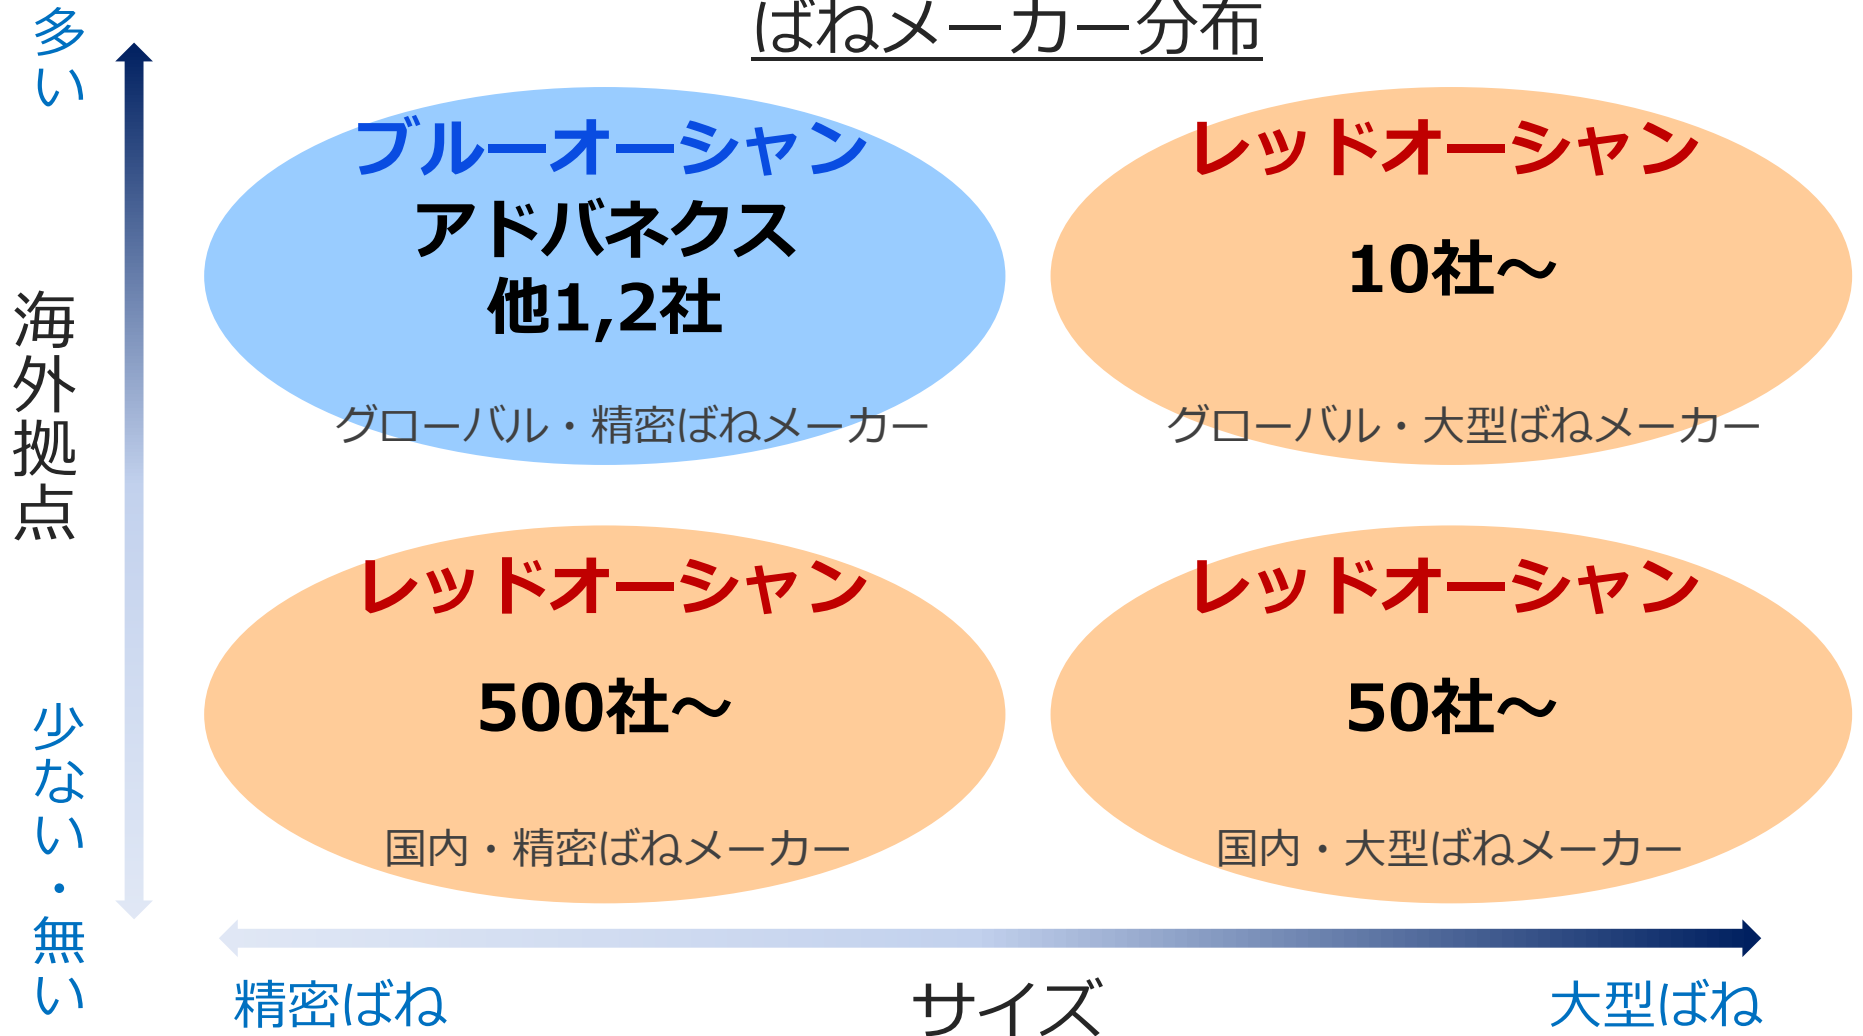 ばねメーカー分布
多い
海外拠点
少ない・無い
ブルーオーシャン
アドバネクス
他1,2社
グローバル・精密ばねメーカー
レッドオーシャン
10社～
グローバル・大型ばねメーカー
レッドオーシャン
500社～
国内・精密ばねメーカー
レッドオーシャン
50社～
国内・大型ばねメーカー
精密ばね
サイズ
大型ばね